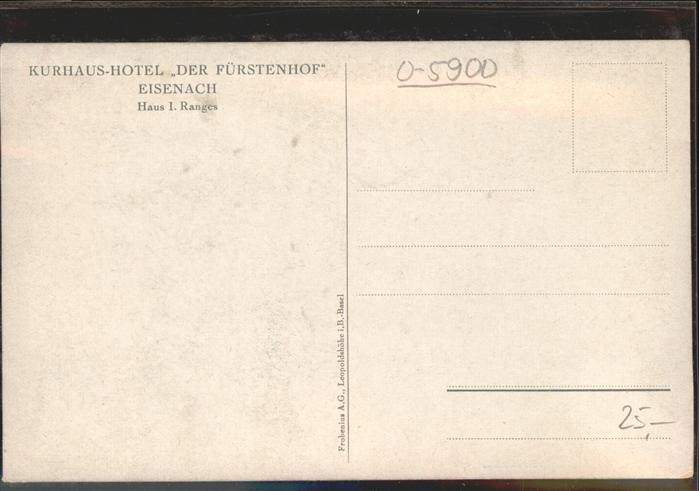 KURHAUS-HOTEL „DER FÜRSTENHOF“
EISENACH
Haus I. Ranges
O-5900
Frobenius A.G., Leopoldshöhe i.B.-Basel
25,—